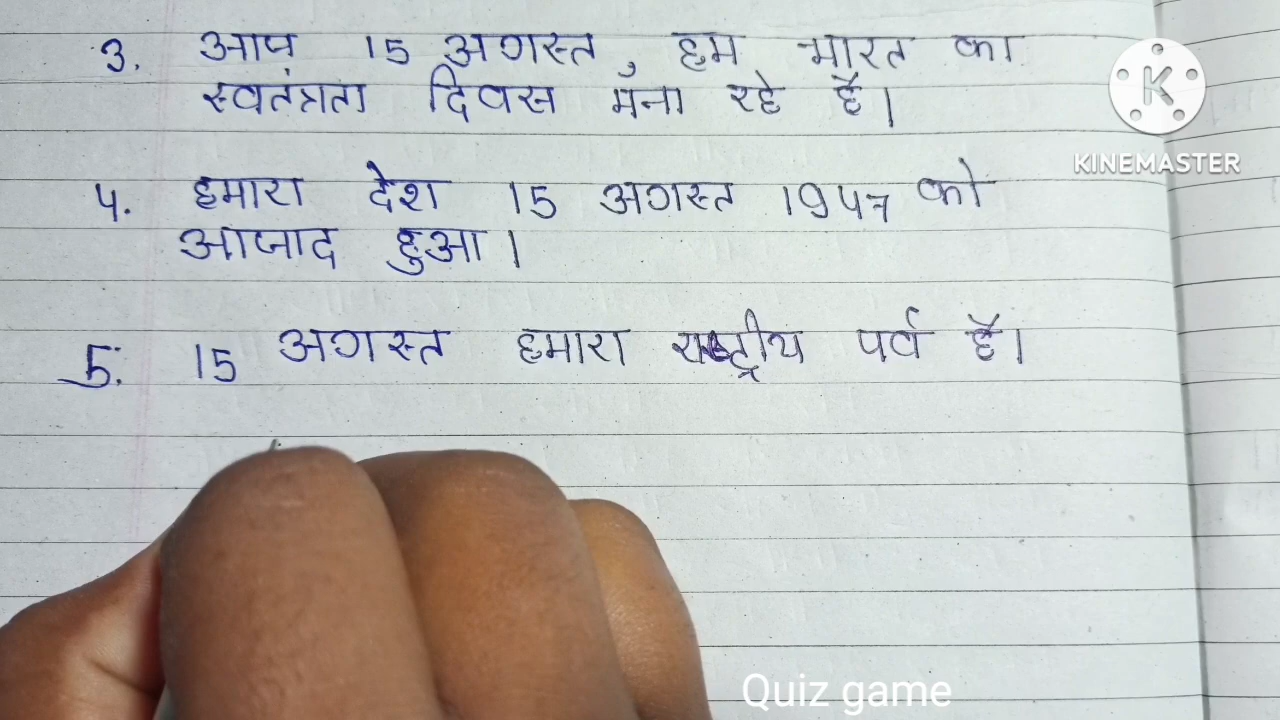 3. आज 15 अगस्त, हम भारत का
स्वतंत्रता दिवस मना रहे है।
4. हमारा देश 15 अगस्त 1947 को
आजाद हुआ।
5. 15 अगस्त हमारा राष्ट्रीय पर्व है।
K
KINEMASTER
Quiz game